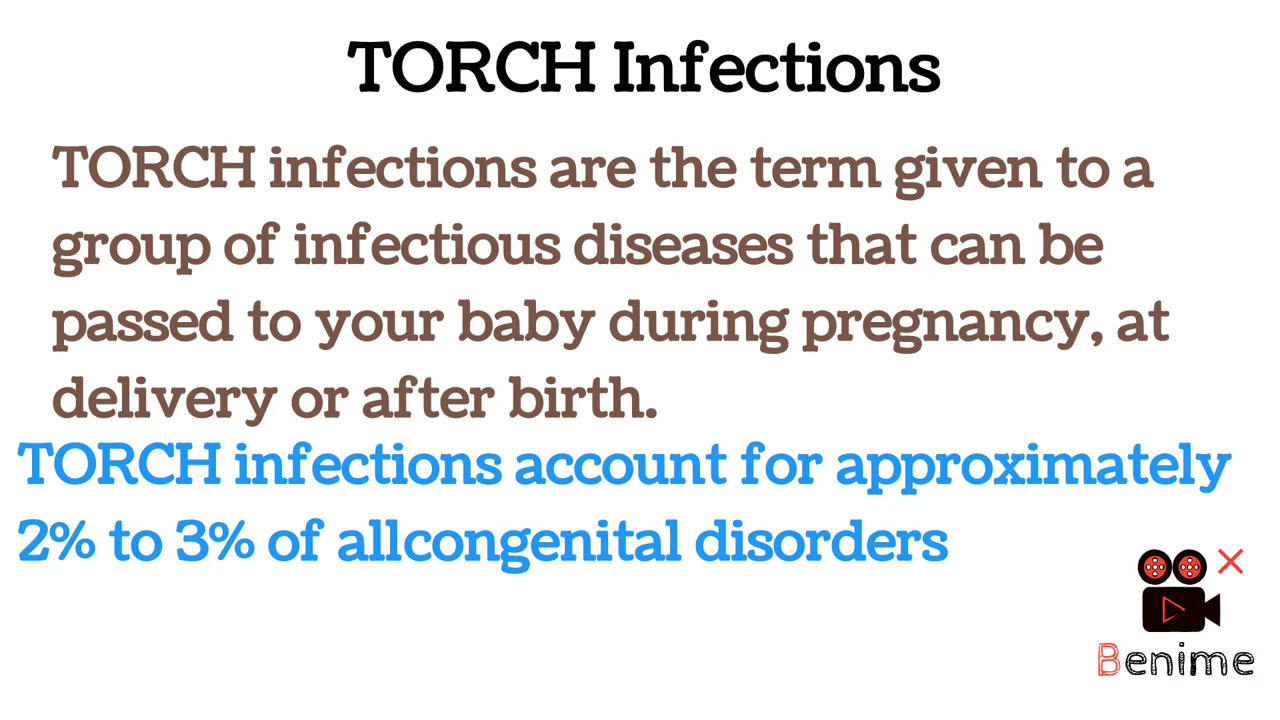 TORCH Infections
TORCH infections are the term given to a
group of infectious diseases that can be
passed to your baby during pregnancy, at
delivery or after birth.
TORCH infections account for approximately
2% to 3% of allcongenital disorders
Benime